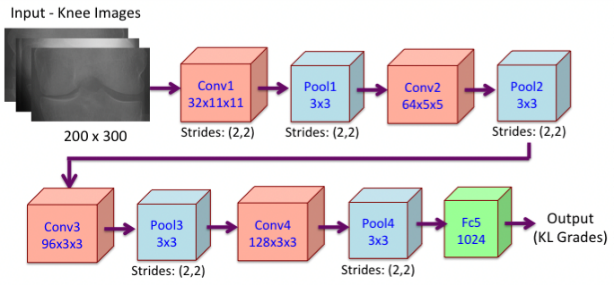 Input - Knee Images
200 x 300
Conv1
32x11x11
Strides: (2,2)
Pool1
3x3
Strides: (2,2)
Conv2
64x5x5
Pool2
3x3
Strides: (2,2)
Conv3
96x3x3
Pool3
3x3
Strides: (2,2)
Conv4
128x3x3
Pool4
3x3
Strides: (2,2)
Fc5
1024
Output
(KL Grades)